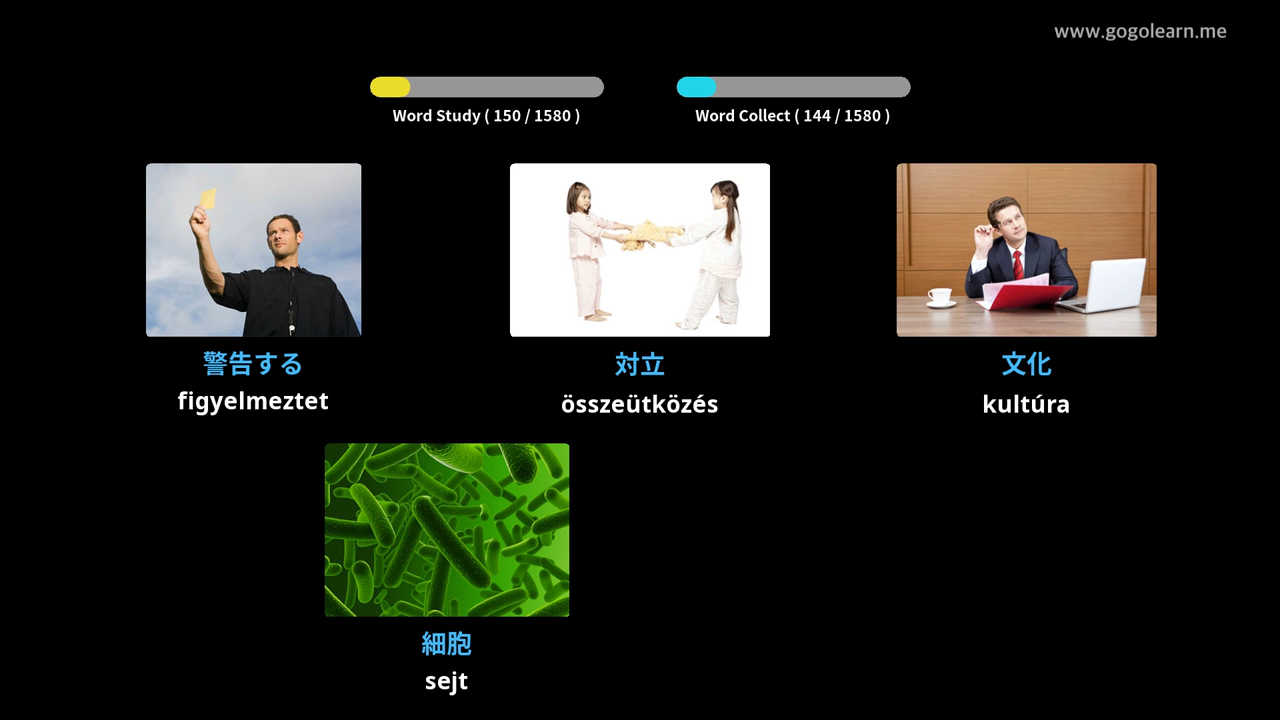 www.gogolearn.me
Word Study ( 150 / 1580 )
Word Collect ( 144 / 1580 )
警告する
figyelmeztet
対立
összeütközés
文化
kultúra
細胞
sejt